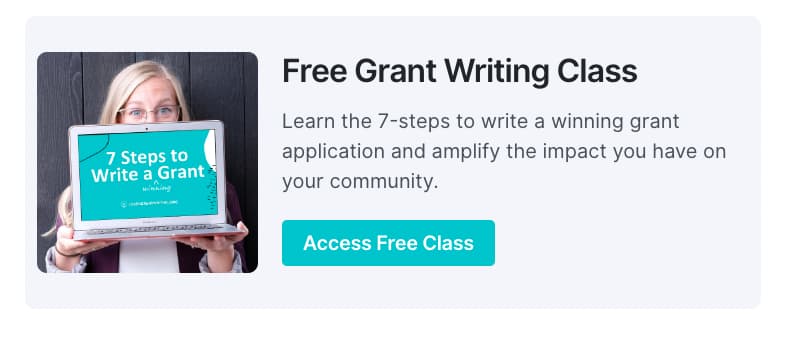 Free Grant Writing Class
7 Steps to
Write a Grant
winning
Learn the 7-steps to write a winning grant
application and amplify the impact you have on
your community.
Access Free Class